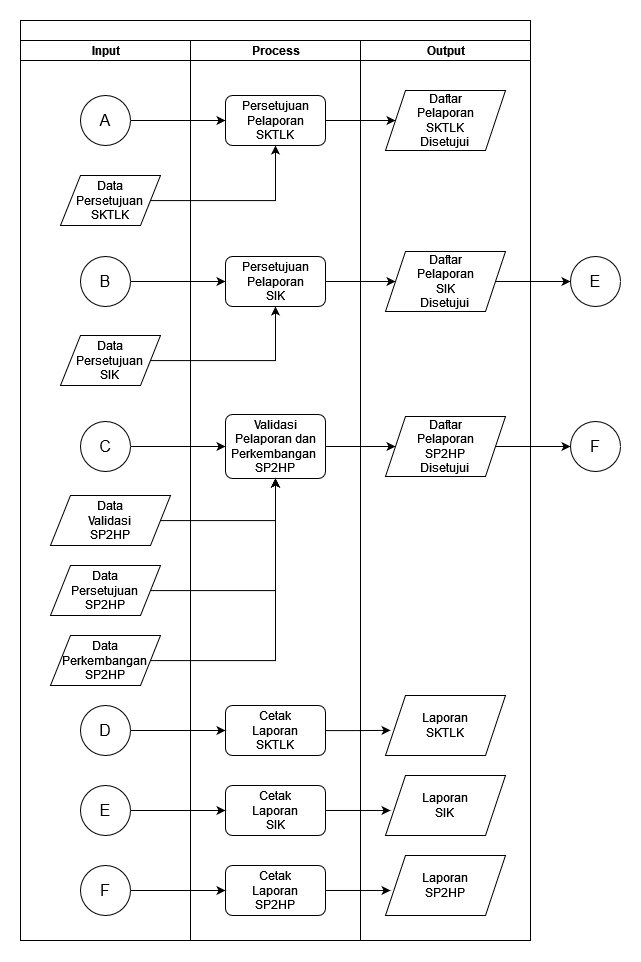 Input
Process
Output
A
Persetujuan
Pelaporan
SKTLK
Daftar
Pelaporan
SKTLK
Disetujui
Data
Persetujuan
SKTLK
B
Persetujuan
Pelaporan
SIK
Daftar
Pelaporan
SIK
Disetujui
E
Data
Persetujuan
SIK
C
Validasi
Pelaporan dan
Perkembangan
SP2HP
Daftar
Pelaporan
SP2HP
Disetujui
F
Data
Validasi
SP2HP
Data
Persetujuan
SP2HP
Data
Perkembangan
SP2HP
D
Cetak
Laporan
SKTLK
Laporan
SKTLK
E
Cetak
Laporan
SIK
Laporan
SIK
F
Cetak
Laporan
SP2HP
Laporan
SP2HP